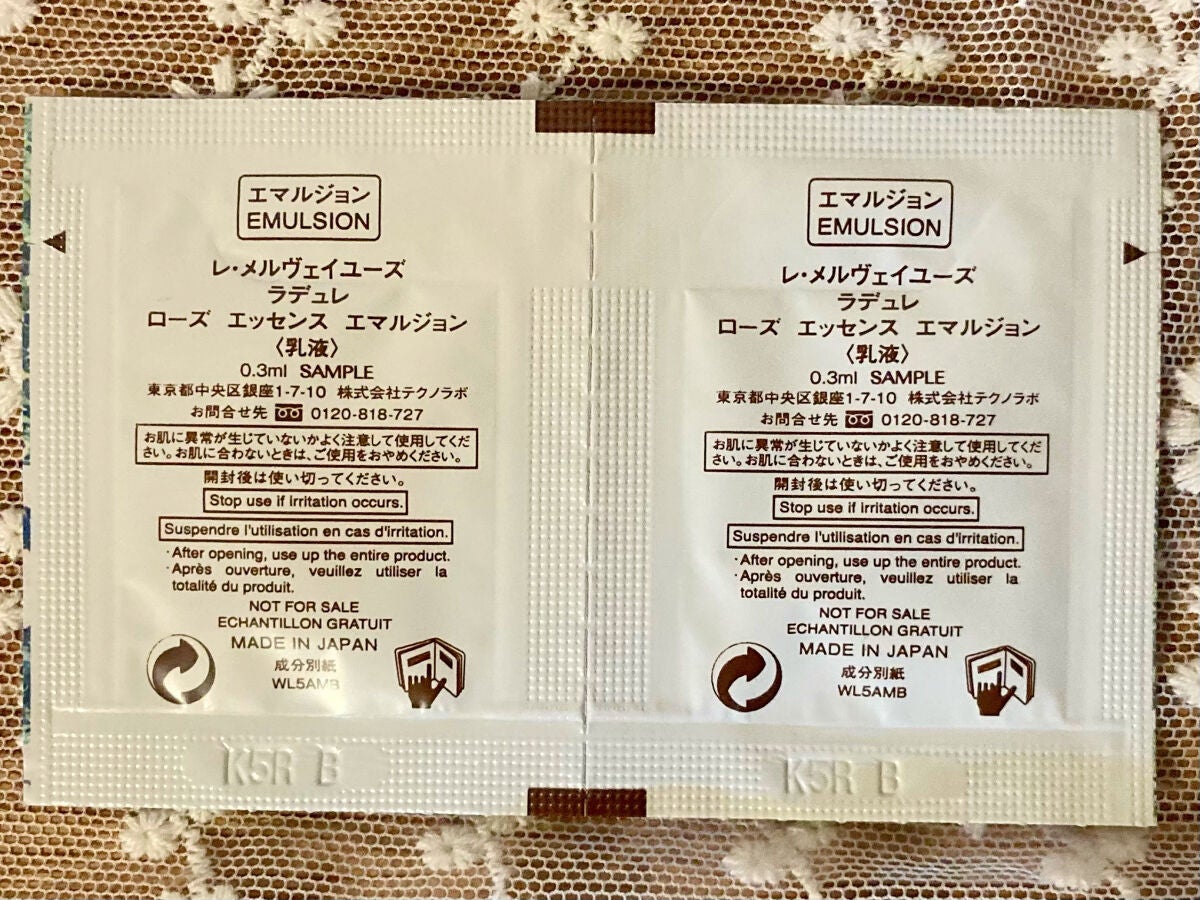 エマルジョン
EMULSION
レ・メルヴェイユーズ
ラデュレ
ローズ エッセンス エマルジョン
〈乳液〉
0.3ml SAMPLE
東京都中央区銀座1-7-10 株式会社テクノラボ
お問合せ先 0120-818-727
お肌に異常が生じていないかよく注意して使用してくだ
さい。お肌に合わないときは、ご使用をおやめください。
開封後は使い切ってください。
Stop use if irritation occurs.
Suspendre l'utilisation en cas d'irritation.
・After opening, use up the entire product.
・Après ouverture, veuillez utiliser la
totalité du produit.
NOT FOR SALE
ECHANTILLON GRATUIT
MADE IN JAPAN
成分別紙
WL5AMB
K5R B
エマルジョン
EMULSION
レ・メルヴェイユーズ
ラデュレ
ローズ エッセンス エマルジョン
〈乳液〉
0.3ml SAMPLE
東京都中央区銀座1-7-10 株式会社テクノラボ
お問合せ先 0120-818-727
お肌に異常が生じていないかよく注意して使用してくだ
さい。お肌に合わないときは、ご使用をおやめください。
開封後は使い切ってください。
Stop use if irritation occurs.
Suspendre l'utilisation en cas d'irritation.
・After opening, use up the entire product.
・Après ouverture, veuillez utiliser la
totalité du produit.
NOT FOR SALE
ECHANTILLON GRATUIT
MADE IN JAPAN
成分別紙
WL5AMB
K5R B